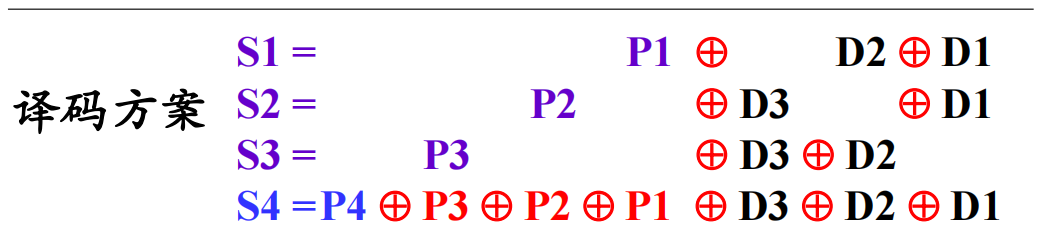 S1 = P1 ⊕ D2 ⊕ D1
译码方案
S2 = P2 ⊕ D3 ⊕ D1
S3 = P3 ⊕ D3 ⊕ D2
S4 =P4 ⊕ P3 ⊕ P2 ⊕ P1 ⊕ D3 ⊕ D2 ⊕ D1